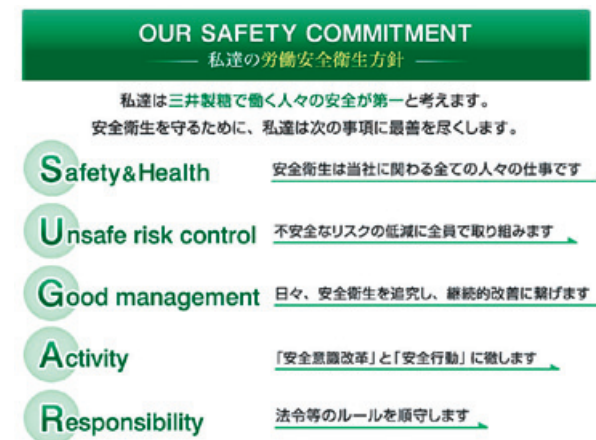 OUR SAFETY COMMITMENT
私達の労働安全衛生方針
私達は三井製糖で働く人々の安全が第一と考えます。
安全衛生を守るために、私達は次の事項に最善を尽くします。
Safety&Health 安全衛生は当社に関わる全ての人々の仕事です
Unsafe risk control 不安全なリスクの低減に全員で取り組みます
Good management 日々、安全衛生を追究し、継続的改善に繋げます
Activity 「安全意識改革」と「安全行動」に徹します
Responsibility 法令等のルールを順守します